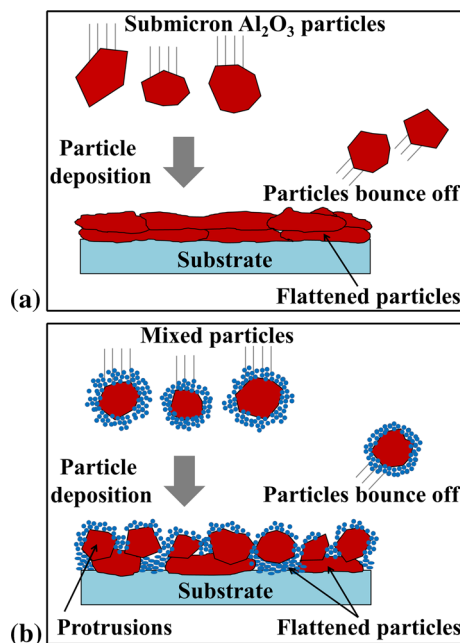 Submicron Al₂O₃ particles
Particle
deposition
Particles bounce off
Substrate
Flattened particles
(a)
Mixed particles
Particle
deposition
Particles bounce off
Substrate
Protrusions
Flattened particles
(b)